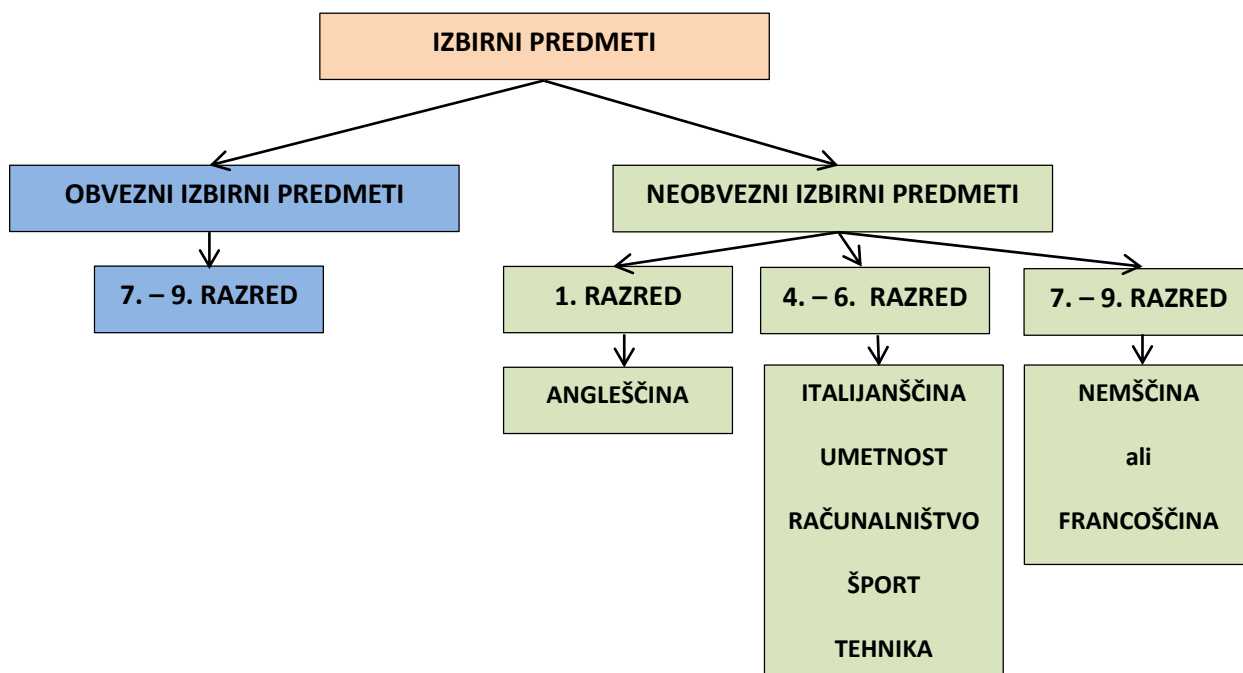 IZBIRNI PREDMETI
OBVEZNI IZBIRNI PREDMETI
NEOBVEZNI IZBIRNI PREDMETI
7. – 9. RAZRED
1. RAZRED
4. – 6. RAZRED
7. – 9. RAZRED
ANGLEŠČINA
ITALIJANŠČINA
UMETNOST
RAČUNALNIŠTVO
ŠPORT
TEHNIKA
NEMŠČINA
ali
FRANCOŠČINA